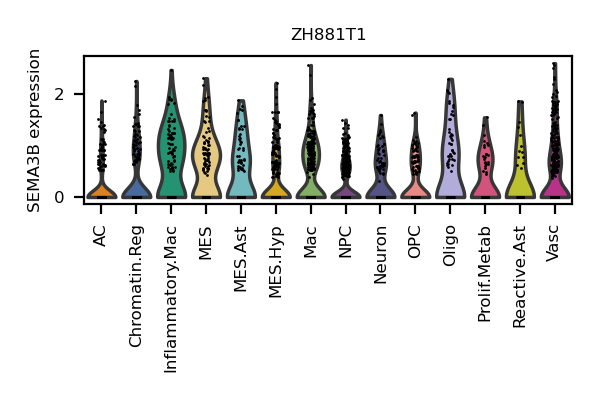 ZH881T1
SEMA3B expression
2
0
AC
Chromatin.Reg
Inflammatory.Mac
MES
MES.Ast
MES.Hyp
Mac
NPC
Neuron
OPC
Oligo
Prolif.Metab
Reactive.Ast
Vasc